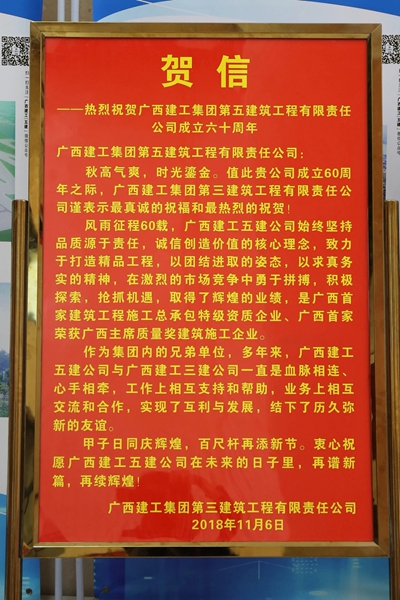 贺信
——热烈祝贺广西建工集团第五建筑工程有限责任
公司成立六十周年
广西建工集团第五建筑工程有限责任公司：
秋高气爽，时光鎏金。值此贵公司成立60周
年之际，广西建工集团第三建筑工程有限责任公
司谨表示最真诚的祝福和最热烈的祝贺！
风雨征程60载，广西建工五建公司始终坚持
品质源于责任，诚信创造价值的核心理念，致力
于打造精品工程，以团结进取的姿态，以求真务
实的精神，在激烈的市场竞争中勇于拼搏，积极
探索，抢抓机遇，取得了辉煌的业绩，是广西首
家建筑工程施工总承包特级资质企业、广西首家
荣获广西主席质量奖建筑施工企业。
作为集团内的兄弟单位，多年来，广西建工
五建公司与广西建工三建公司一直是血脉相连、
心手相牵，工作上相互支持和帮助，业务上相互
交流和合作，实现了互利与发展，结下了历久弥
新的友谊。
甲子日同庆辉煌，百尺杆再添新节。衷心祝
愿广西建工五建公司在未来的日子里，再谱新
篇，再续辉煌！
广西建工集团第三建筑工程有限责任公司
2018年11月6日